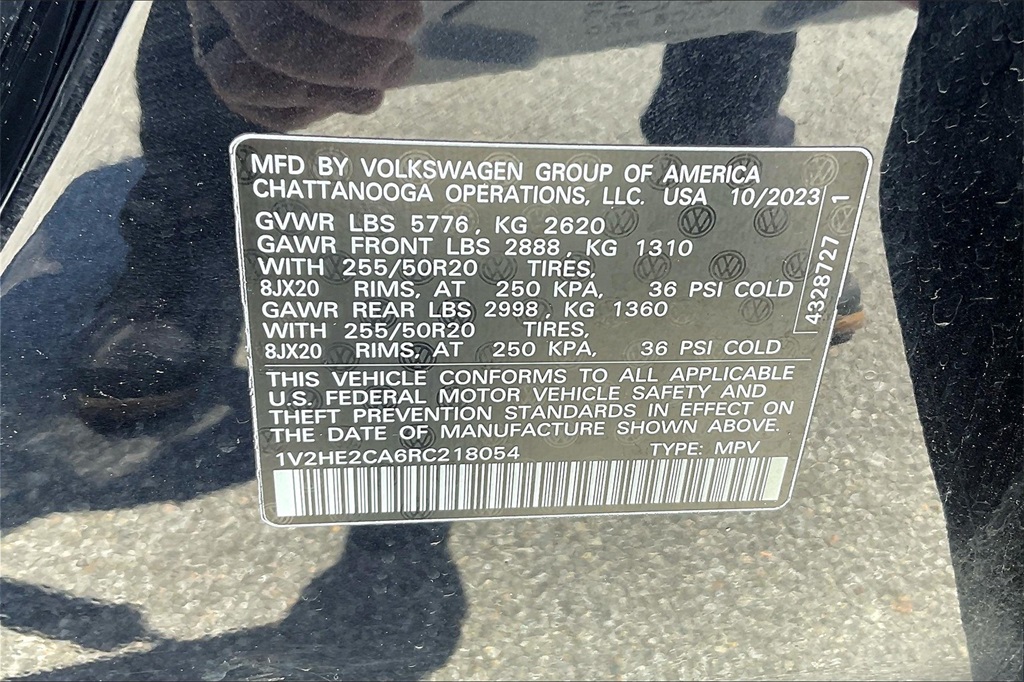 MFD BY VOLKSWAGEN GROUP OF AMERICA
CHATTANOOGA OPERATIONS, LLC. USA 10/2023
GVWR LBS 5776, KG 2620
GAWR FRONT LBS 2888, KG 1310
WITH 255/50R20 TIRES,
8JX20 RIMS, AT 250 KPA, 36 PSI COLD
GAWR REAR LBS 2998, KG 1360
WITH 255/50R20 TIRES,
8JX20 RIMS, AT 250 KPA, 36 PSI COLD
4328727 1
THIS VEHICLE CONFORMS TO ALL APPLICABLE
U.S. FEDERAL MOTOR VEHICLE SAFETY AND
THEFT PREVENTION STANDARDS IN EFFECT ON
THE DATE OF MANUFACTURE SHOWN ABOVE.
1V2HE2CA6RC218054 TYPE: MPV